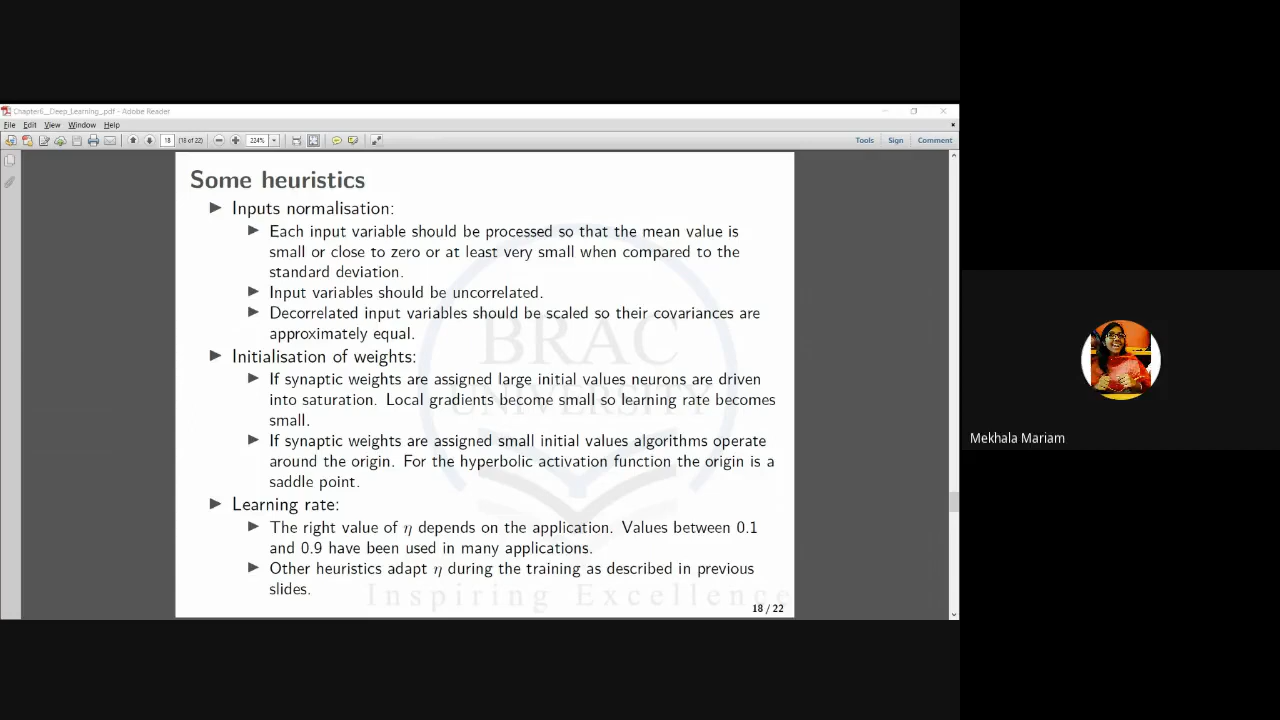 Chapter6__Deep_Learning_.pdf - Adobe Reader
File Edit View Window Help
18 (18 of 22) 224% Tools Sign Comment
Some heuristics
▶ Inputs normalisation:
▶ Each input variable should be processed so that the mean value is
small or close to zero or at least very small when compared to the
standard deviation.
▶ Input variables should be uncorrelated.
▶ Decorrelated input variables should be scaled so their covariances are
approximately equal.
▶ Initialisation of weights:
▶ If synaptic weights are assigned large initial values neurons are driven
into saturation. Local gradients become small so learning rate becomes
small.
▶ If synaptic weights are assigned small initial values algorithms operate
around the origin. For the hyperbolic activation function the origin is a
saddle point.
▶ Learning rate:
▶ The right value of η depends on the application. Values between 0.1
and 0.9 have been used in many applications.
▶ Other heuristics adapt η during the training as described in previous
slides.
18 / 22
BRAC
UNIVERSITY
Inspiring Excellence
Mekhala Mariam